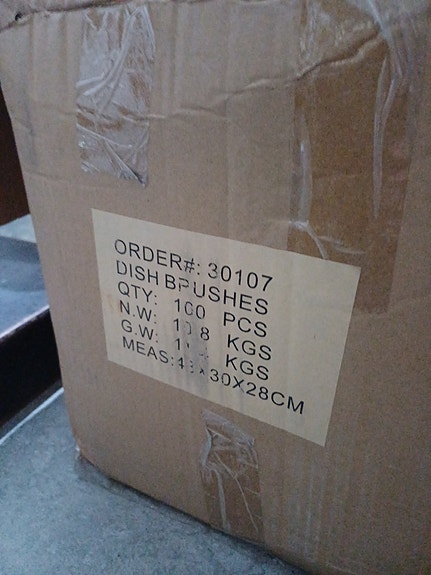 ORDER#: 30107
DISH BRUSHES
QTY: 100 PCS
N.W: KGS
G.W: KGS
MEAS: